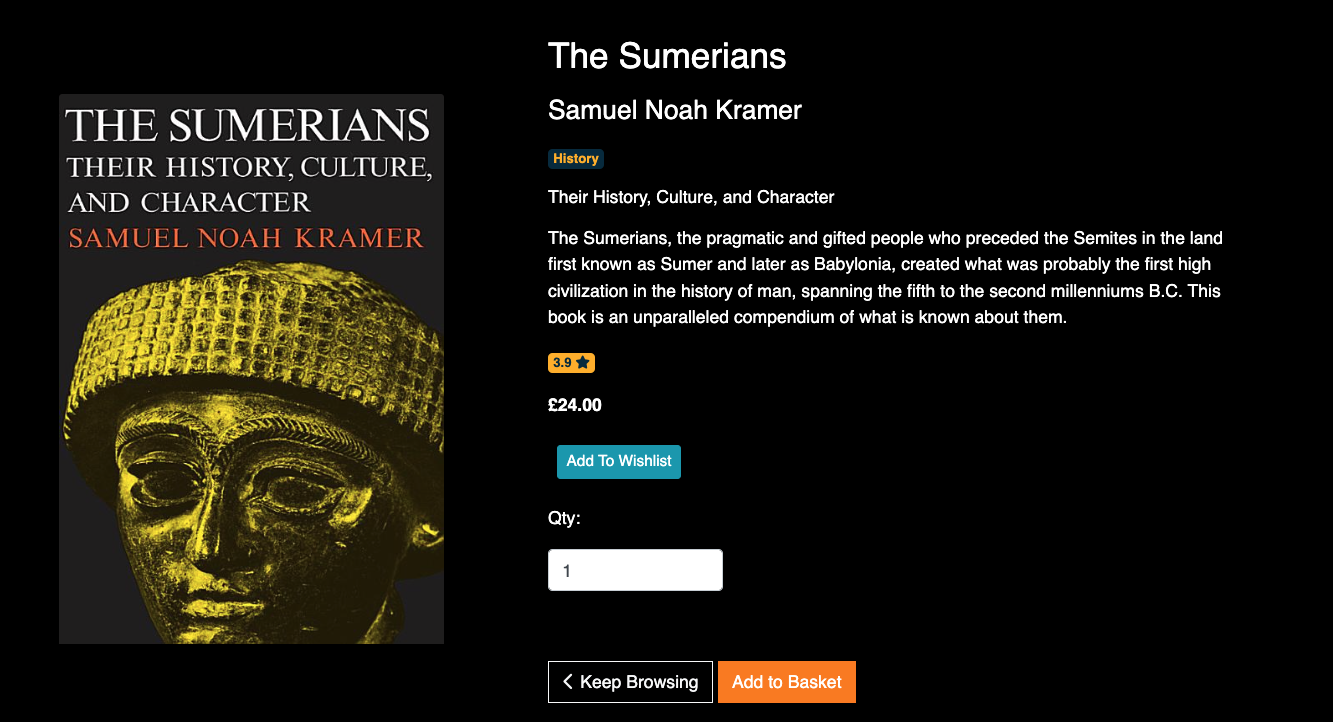 The Sumerians
Samuel Noah Kramer
History
Their History, Culture, and Character
The Sumerians, the pragmatic and gifted people who preceded the Semites in the land
first known as Sumer and later as Babylonia, created what was probably the first high
civilization in the history of man, spanning the fifth to the second millenniums B.C. This
book is an unparalleled compendium of what is known about them.
3.9
£24.00
Add To Wishlist
Qty:
1
Keep Browsing
Add to Basket
THE SUMERIANS
THEIR HISTORY, CULTURE,
AND CHARACTER
SAMUEL NOAH KRAMER